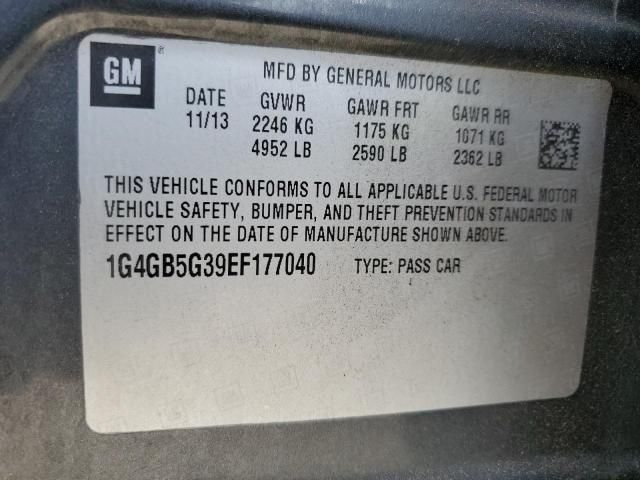 GM ®
MFD BY GENERAL MOTORS LLC
DATE GVWR GAWR FRT GAWR RR
11/13 2246 KG 1175 KG 1071 KG
4952 LB 2590 LB 2362 LB
THIS VEHICLE CONFORMS TO ALL APPLICABLE U.S. FEDERAL MOTOR
VEHICLE SAFETY, BUMPER, AND THEFT PREVENTION STANDARDS IN
EFFECT ON THE DATE OF MANUFACTURE SHOWN ABOVE.
1G4GB5G39EF177040 TYPE: PASS CAR